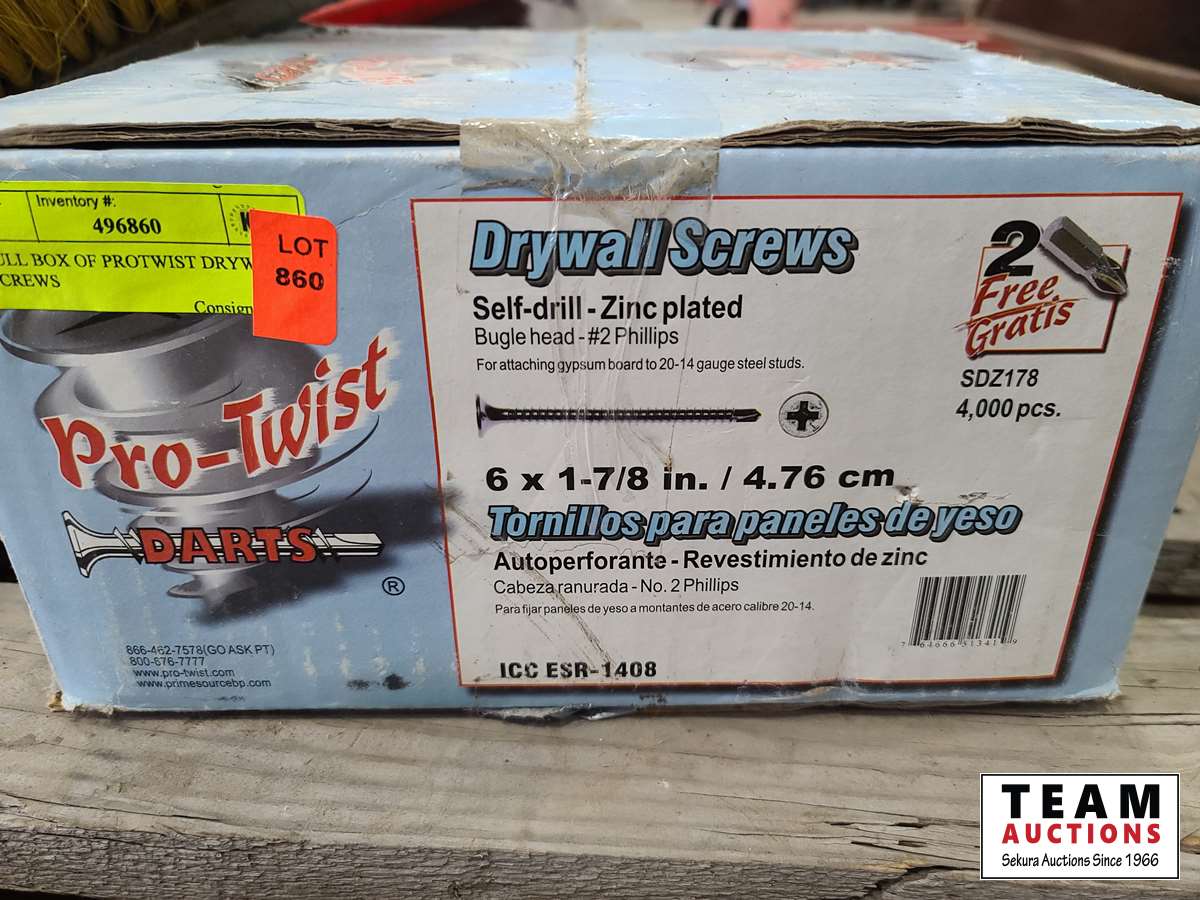 Inventory #:
496860
ULL BOX OF PROTWIST DRYW
CREWS
Consign
LOT
860
Pro-Twist
DARTS
®
866-462-7578(GO ASK PT)
800-676-7777
www.pro-twist.com
www.primesourcebp.com
Drywall Screws
Self-drill - Zinc plated
Bugle head - #2 Phillips
For attaching gypsum board to 20-14 gauge steel studs.
2
Free
Gratis
SDZ178
4,000 pcs.
6 x 1-7/8 in. / 4.76 cm
Tornillos para paneles de yeso
Autoperforante - Revestimiento de zinc
Cabeza ranurada - No. 2 Phillips
Para fijar paneles de yeso a montantes de acero calibre 20-14.
ICC ESR-1408
TEAM
AUCTIONS
Sekura Auctions Since 1966